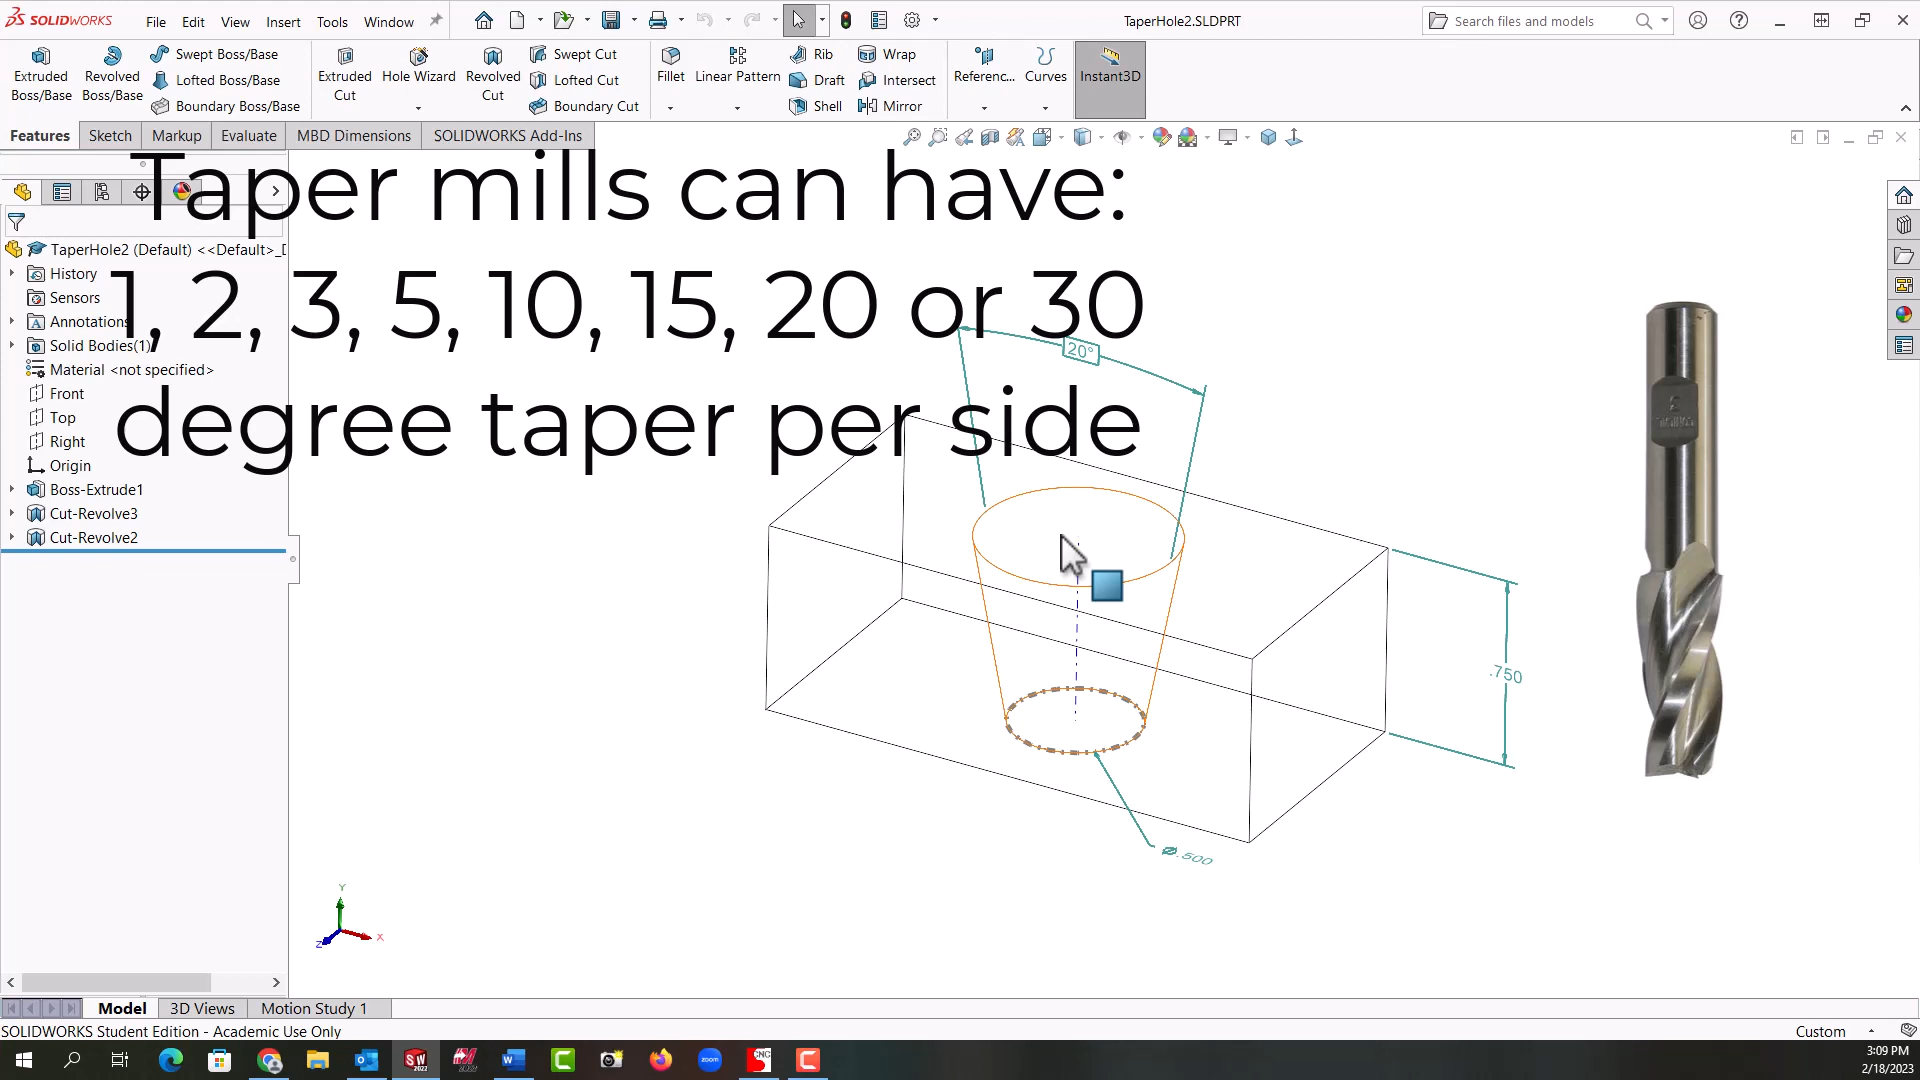 SOLIDWORKS File Edit View Insert Tools Window TaperHole2.SLDPRT Search files and models
Extruded Boss/Base
Revolved Boss/Base
Swept Boss/Base
Lofted Boss/Base
Boundary Boss/Base
Extruded Cut
Hole Wizard
Revolved Cut
Swept Cut
Lofted Cut
Boundary Cut
Fillet
Linear Pattern
Rib
Draft
Shell
Wrap
Intersect
Mirror
Referenc...
Curves
Instant3D
Features Sketch Markup Evaluate MBD Dimensions SOLIDWORKS Add-Ins
Taper mills can have:
1, 2, 3, 5, 10, 15, 20 or 30
degree taper per side
TaperHole2 (Default) <<Default>_D
History
Sensors
Annotations
Solid Bodies(1)
Material <not specified>
Front
Top
Right
Origin
Boss-Extrude1
Cut-Revolve3
Cut-Revolve2
20°
.750
Ø.500
Y
X
Z
Model 3D Views Motion Study 1
SOLIDWORKS Student Edition - Academic Use Only Custom
SW
2022
W
zoom
CNC
3:09 PM
2/18/2023